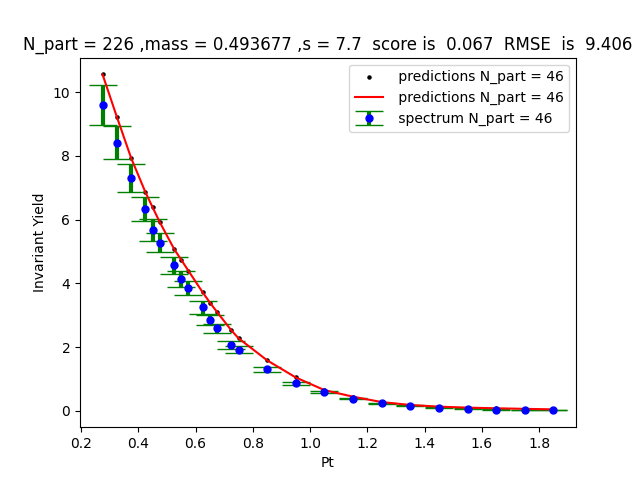 N_part = 226 ,mass = 0.493677 ,s = 7.7  score is  0.067  RMSE  is  9.406
predictions N_part = 46
predictions N_part = 46
spectrum N_part = 46
Invariant Yield
10
8
6
4
2
0
0.2 0.4 0.6 0.8 1.0 1.2 1.4 1.6 1.8
Pt